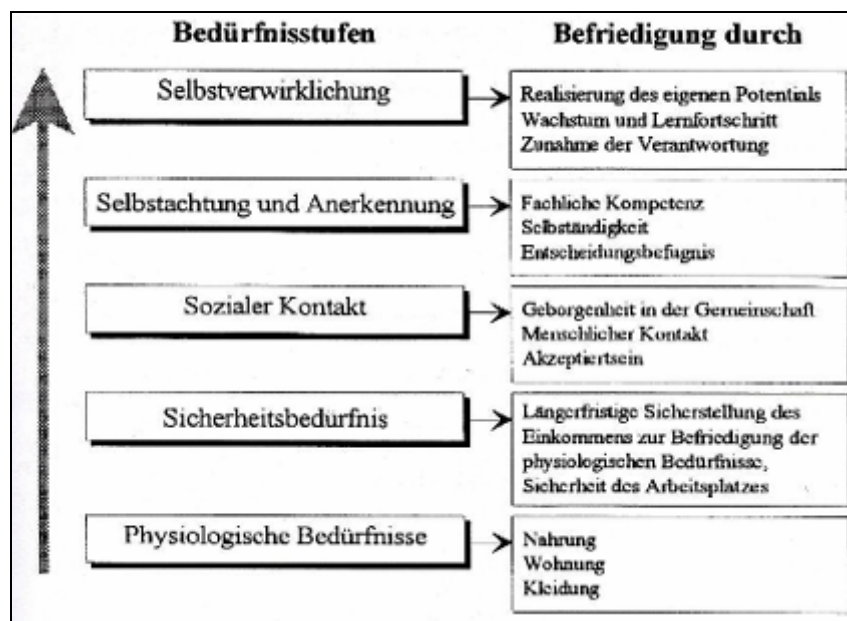 Bedürfnisstufen
Befriedigung durch
Selbstverwirklichung
Realisierung des eigenen Potentials
Wachstum und Lernfortschritt
Zunahme der Verantwortung
Selbstachtung und Anerkennung
Fachliche Kompetenz
Selbständigkeit
Entscheidungsbefugnis
Sozialer Kontakt
Geborgenheit in der Gemeinschaft
Menschlicher Kontakt
Akzeptiertsein
Sicherheitsbedürfnis
Längerfristige Sicherstellung des
Einkommens zur Befriedigung der
physiologischen Bedürfnisse,
Sicherheit des Arbeitsplatzes
Physiologische Bedürfnisse
Nahrung
Wohnung
Kleidung